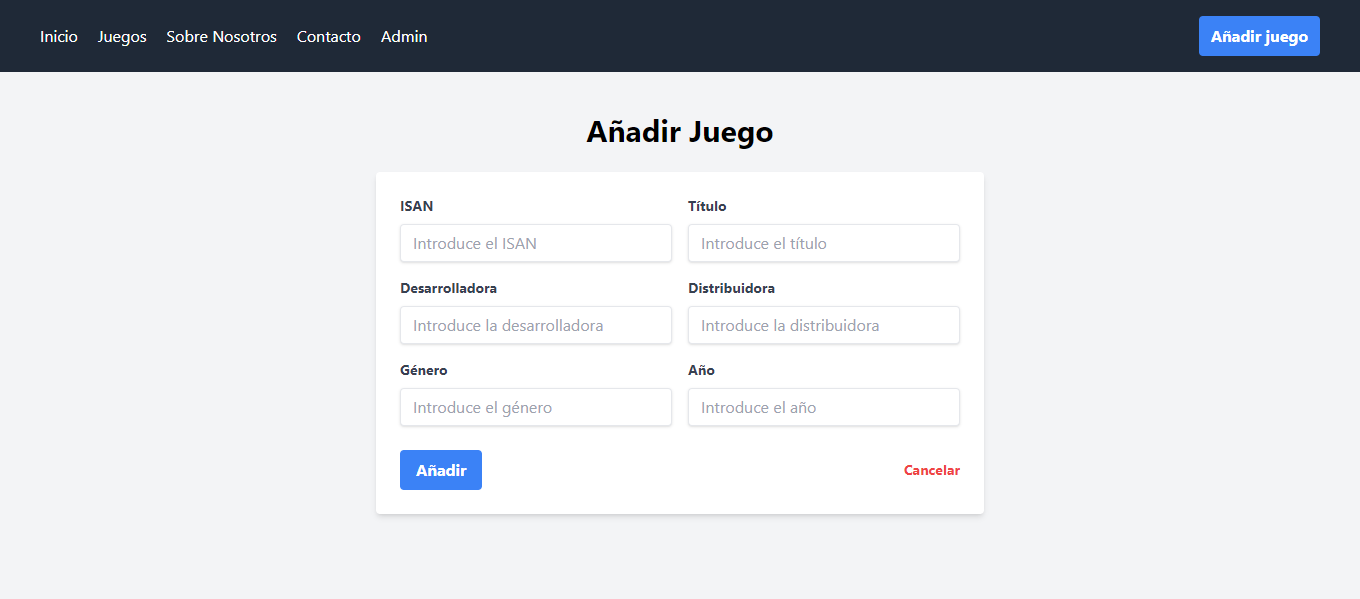 Inicio Juegos Sobre Nosotros Contacto Admin Añadir juego
Añadir Juego
ISAN Título
Introduce el ISAN Introduce el título
Desarrolladora Distribuidora
Introduce la desarrolladora Introduce la distribuidora
Género Año
Introduce el género Introduce el año
Añadir Cancelar